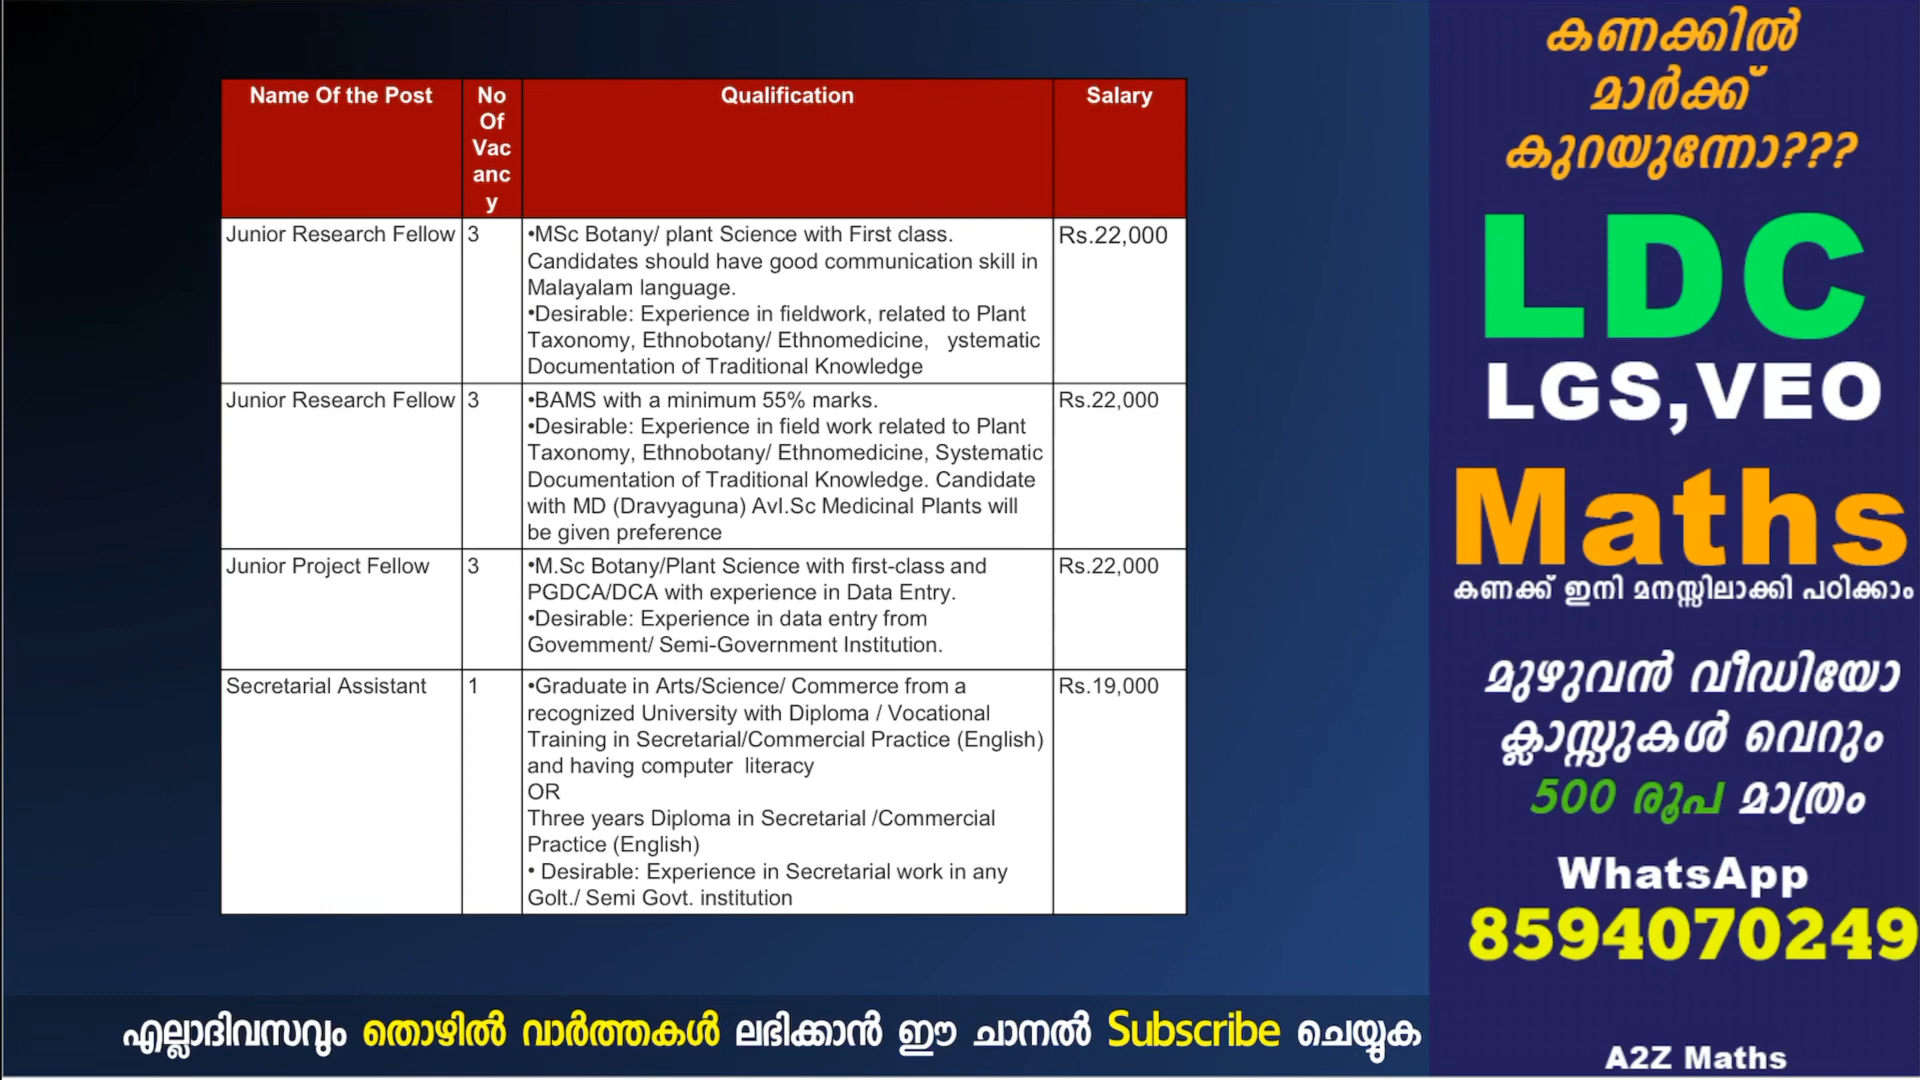 Name Of the Post
No
Of
Vac
anc
y
Qualification
Salary
Junior Research Fellow
3
•MSc Botany/ plant Science with First class.
Candidates should have good communication skill in
Malayalam language.
•Desirable: Experience in fieldwork, related to Plant
Taxonomy, Ethnobotany/ Ethnomedicine, ystematic
Documentation of Traditional Knowledge
Rs.22,000
Junior Research Fellow
3
•BAMS with a minimum 55% marks.
•Desirable: Experience in field work related to Plant
Taxonomy, Ethnobotany/ Ethnomedicine, Systematic
Documentation of Traditional Knowledge. Candidate
with MD (Dravyaguna) Avl.Sc Medicinal Plants will
be given preference
Rs.22,000
Junior Project Fellow
3
•M.Sc Botany/Plant Science with first-class and
PGDCA/DCA with experience in Data Entry.
•Desirable: Experience in data entry from
Govemment/ Semi-Government Institution.
Rs.22,000
Secretarial Assistant
1
•Graduate in Arts/Science/ Commerce from a
recognized University with Diploma / Vocational
Training in Secretarial/Commercial Practice (English)
and having computer literacy
OR
Three years Diploma in Secretarial /Commercial
Practice (English)
• Desirable: Experience in Secretarial work in any
Golt./ Semi Govt. institution
Rs.19,000
എല്ലാദിവസവും തൊഴിൽ വാർത്തകൾ ലഭിക്കാൻ ഈ ചാനൽ Subscribe ചെയ്യുക
കണക്കിൽ
മാർക്ക്
കുറയുന്നോ???
LDC
LGS,VEO
Maths
കണക്ക് ഇനി മനസ്സിലാക്കി പഠിക്കാം
മുഴുവൻ വീഡിയോ
ക്ലാസ്സുകൾ വെറും
500 രൂപ മാത്രം
WhatsApp
8594070249
A2Z Maths